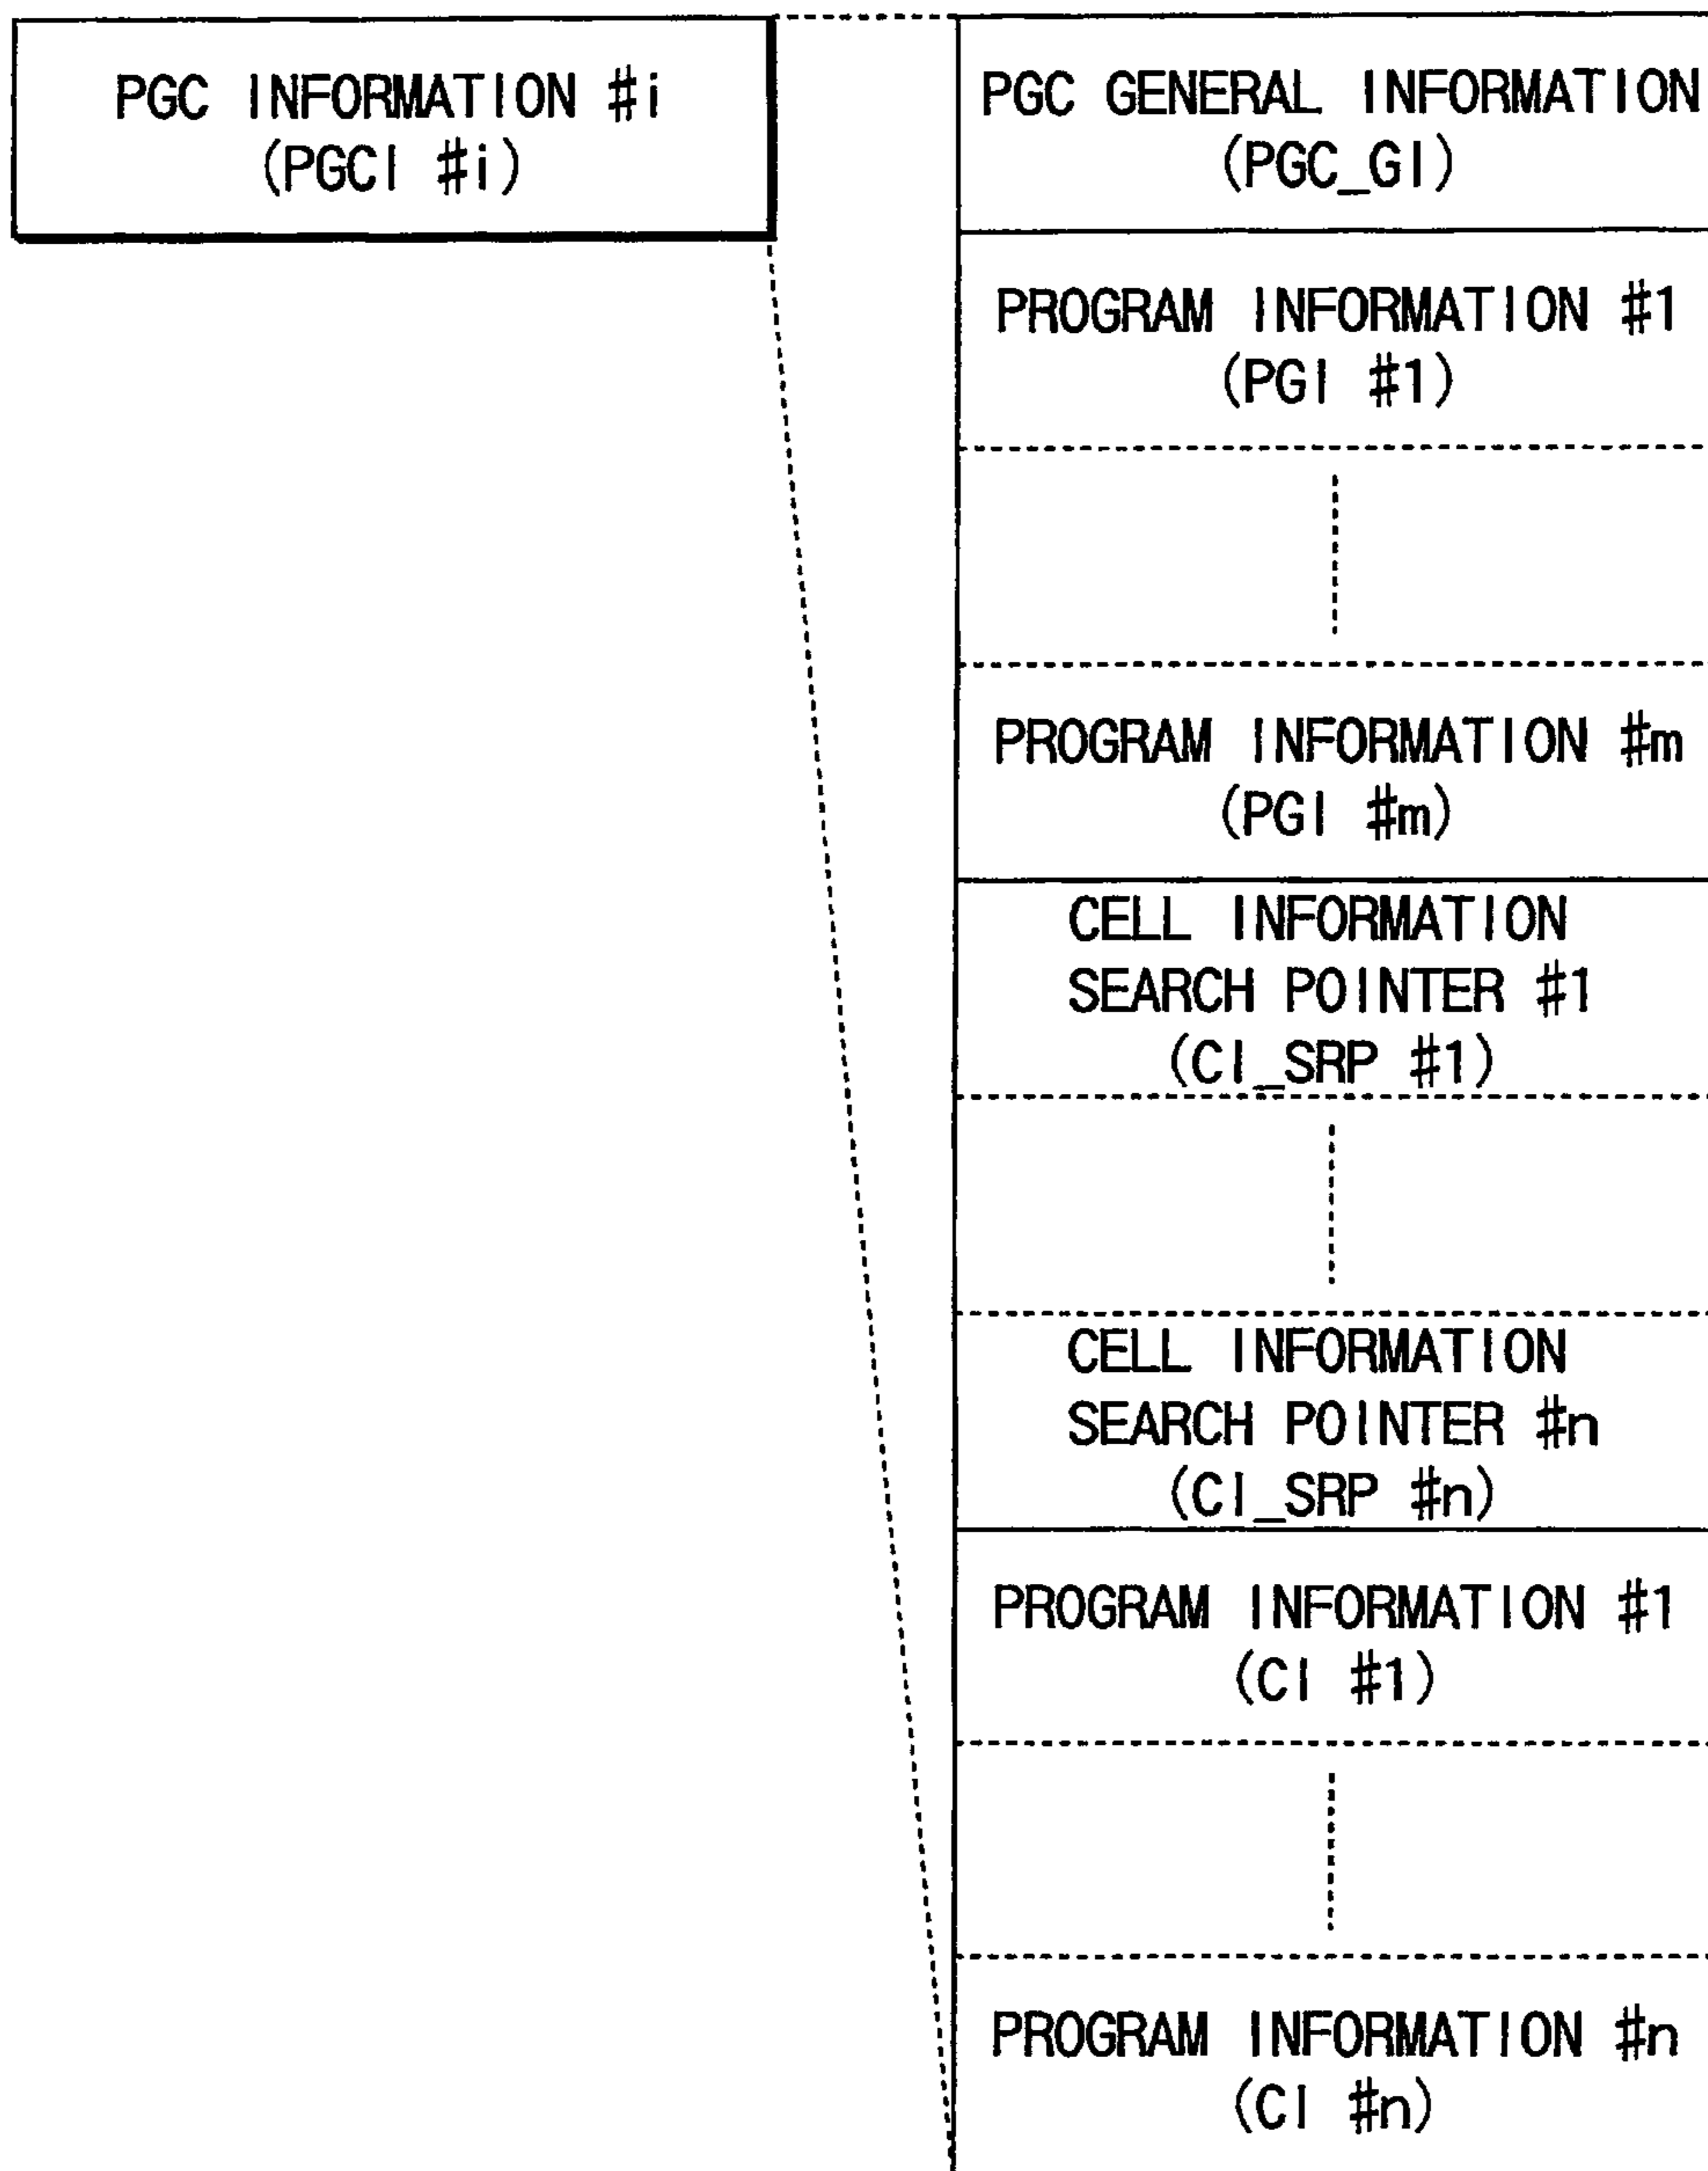 PGC INFORMATION #i
(PGCI #i)
PGC GENERAL INFORMATION
(PGC_GI)
PROGRAM INFORMATION #1
(PGI #1)
PROGRAM INFORMATION #m
(PGI #m)
CELL INFORMATION
SEARCH POINTER #1
(CI_SRP #1)
CELL INFORMATION
SEARCH POINTER #n
(CI_SRP #n)
PROGRAM INFORMATION #1
(CI #1)
PROGRAM INFORMATION #n
(CI #n)